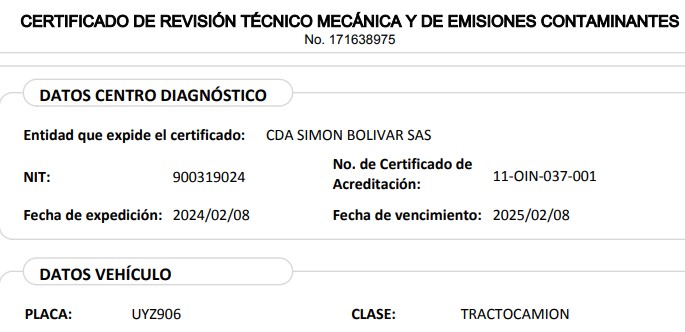 CERTIFICADO DE REVISIÓN TÉCNICO MECÁNICA Y DE EMISIONES CONTAMINANTES
No. 171638975
DATOS CENTRO DIAGNÓSTICO
Entidad que expide el certificado: CDA SIMON BOLIVAR SAS
NIT: 900319024 No. de Certificado de
Acreditación: 11-OIN-037-001
Fecha de expedición: 2024/02/08 Fecha de vencimiento: 2025/02/08
DATOS VEHÍCULO
PLACA: UYZ906 CLASE: TRACTOCAMION